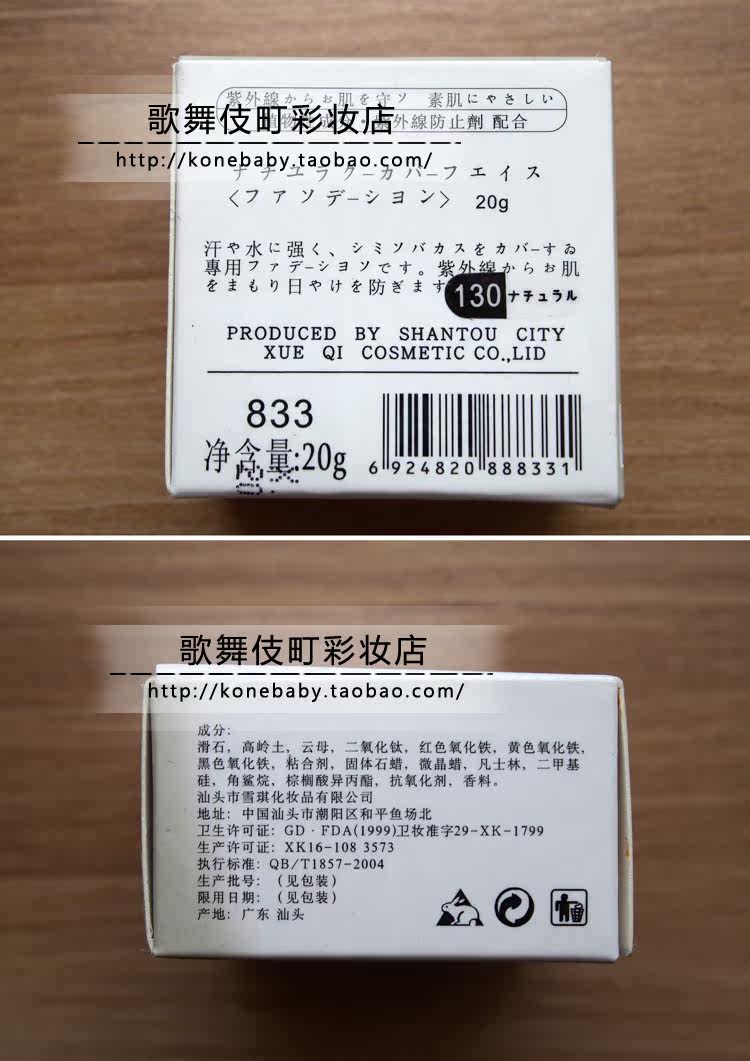 紫外線からお肌を守ソ 素肌にやさしい
歌舞伎町彩妆店
外線防止劑 配合
http://konebaby.taobao.com/
ナチユラクーカバーフエイス
〈ファソデーシヨン〉 20g
汗や水に强く、シミソバカスをカバーする
專用ファデーシヨソです。紫外線からお肌
をまもり日やけを防ぎます
130 ナチュラル
PRODUCED BY SHANTOU CITY
XUE QI COSMETIC CO.,LID
833
净含量:20g
6 924820 888331
歌舞伎町彩妆店
http://konebaby.taobao.com/
成分:
滑石,高岭土,云母,二氧化钛,红色氧化铁,黄色氧化铁,
黑色氧化铁,粘合剂,固体石蜡,微晶蜡,凡士林,二甲基
硅,角鲨烷,棕榈酸异丙酯,抗氧化剂,香料。
汕头市雪琪化妆品有限公司
地址:中国汕头市潮阳区和平鱼场北
卫生许可证:GD·FDA(1999)卫妆准字29-XK-1799
生产许可证:XK16-108 3573
执行标准:QB/T1857-2004
生产批号:(见包装)
限用日期:(见包装)
产地:广东 汕头